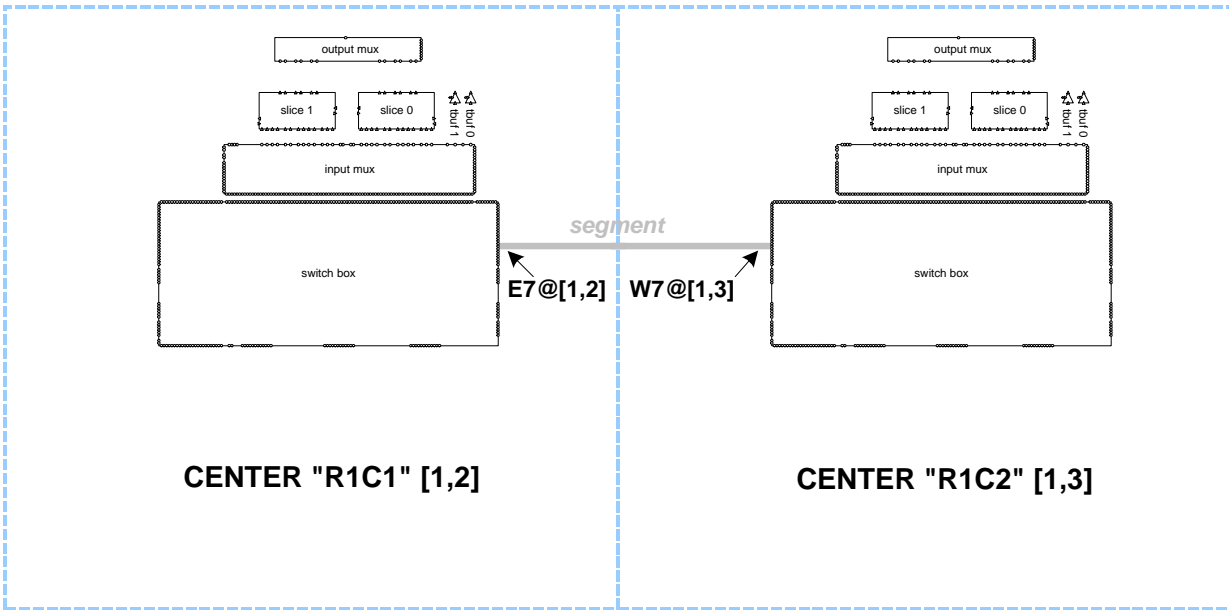 output mux
slice 1
slice 0
tbuf 1
tbuf 0
input mux
switch box
E7@[1,2]
CENTER "R1C1" [1,2]
segment
W7@[1,3]
output mux
slice 1
slice 0
tbuf 1
tbuf 0
input mux
switch box
CENTER "R1C2" [1,3]